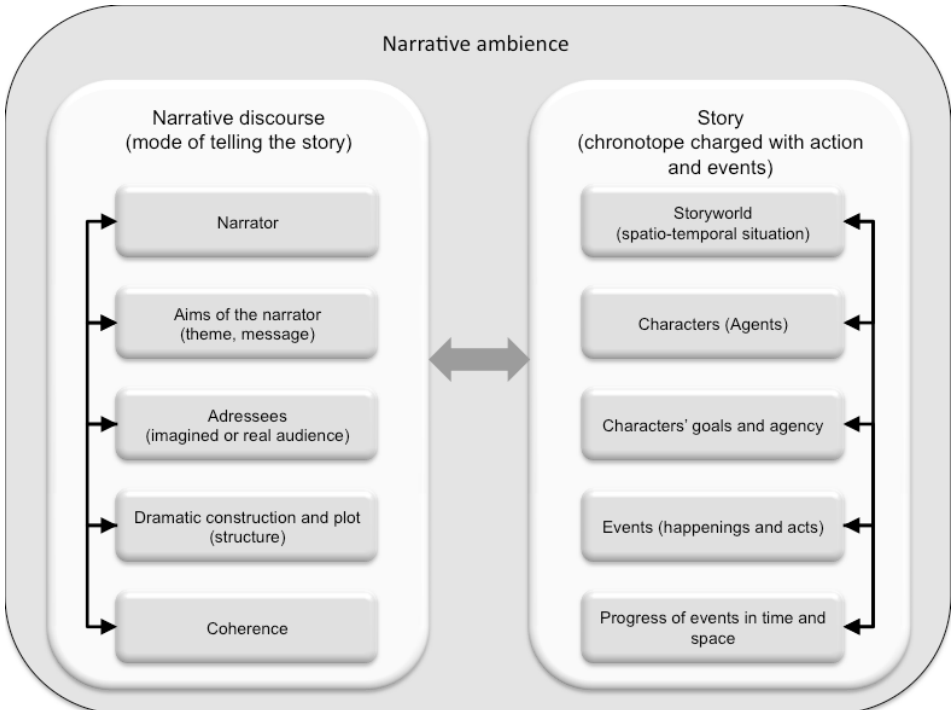 Narrative ambience
Narrative discourse
(mode of telling the story)
Narrator
Aims of the narrator
(theme, message)
Adressees
(imagined or real audience)
Dramatic construction and plot
(structure)
Coherence
Story
(chronotope charged with action
and events)
Storyworld
(spatio-temporal situation)
Characters (Agents)
Characters’ goals and agency
Events (happenings and acts)
Progress of events in time and
space